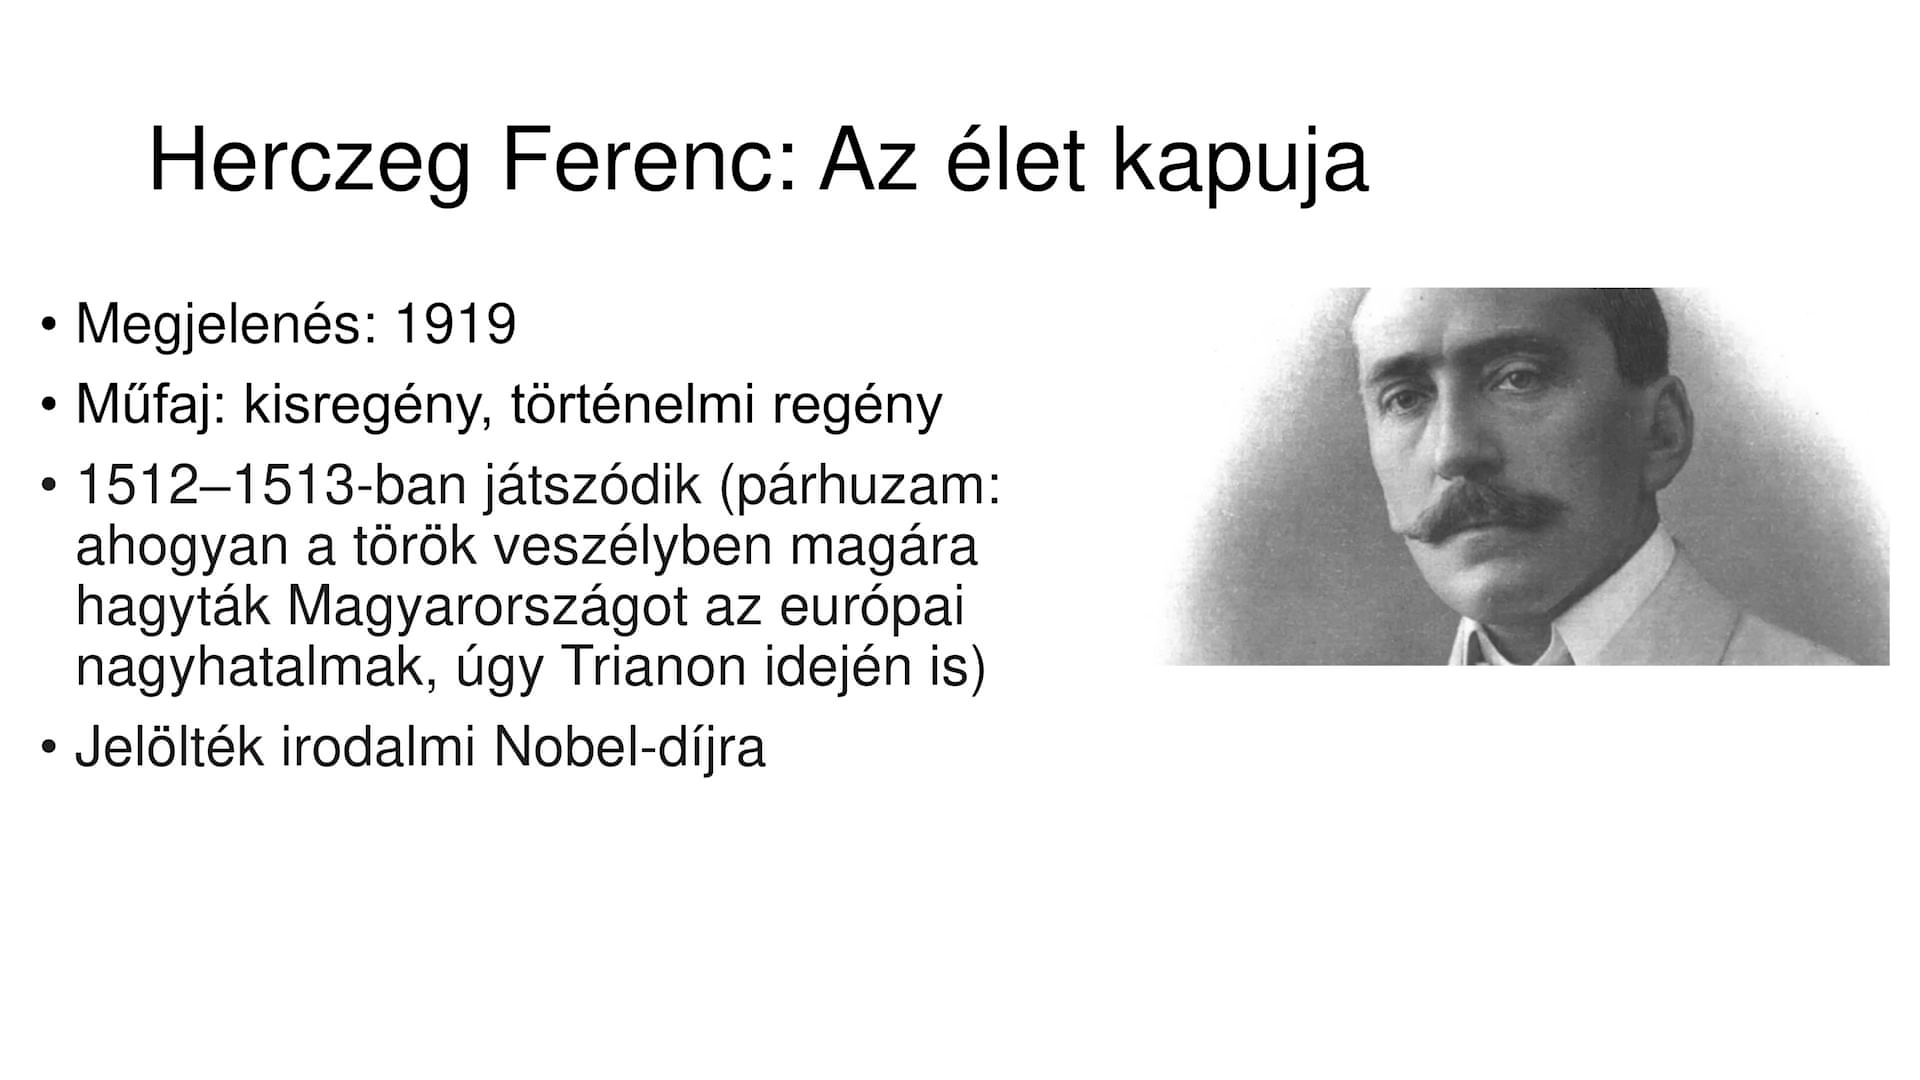 Herczeg Ferenc: Az élet kapuja
• Megjelenés: 1919
• Műfaj: kisregény, történelmi regény
• 1512–1513-ban játszódik (párhuzam:
ahogyan a török veszélyben magára
hagyták Magyarországot az európai
nagyhatalmak, úgy Trianon idején is)
• Jelölték irodalmi Nobel-díjra